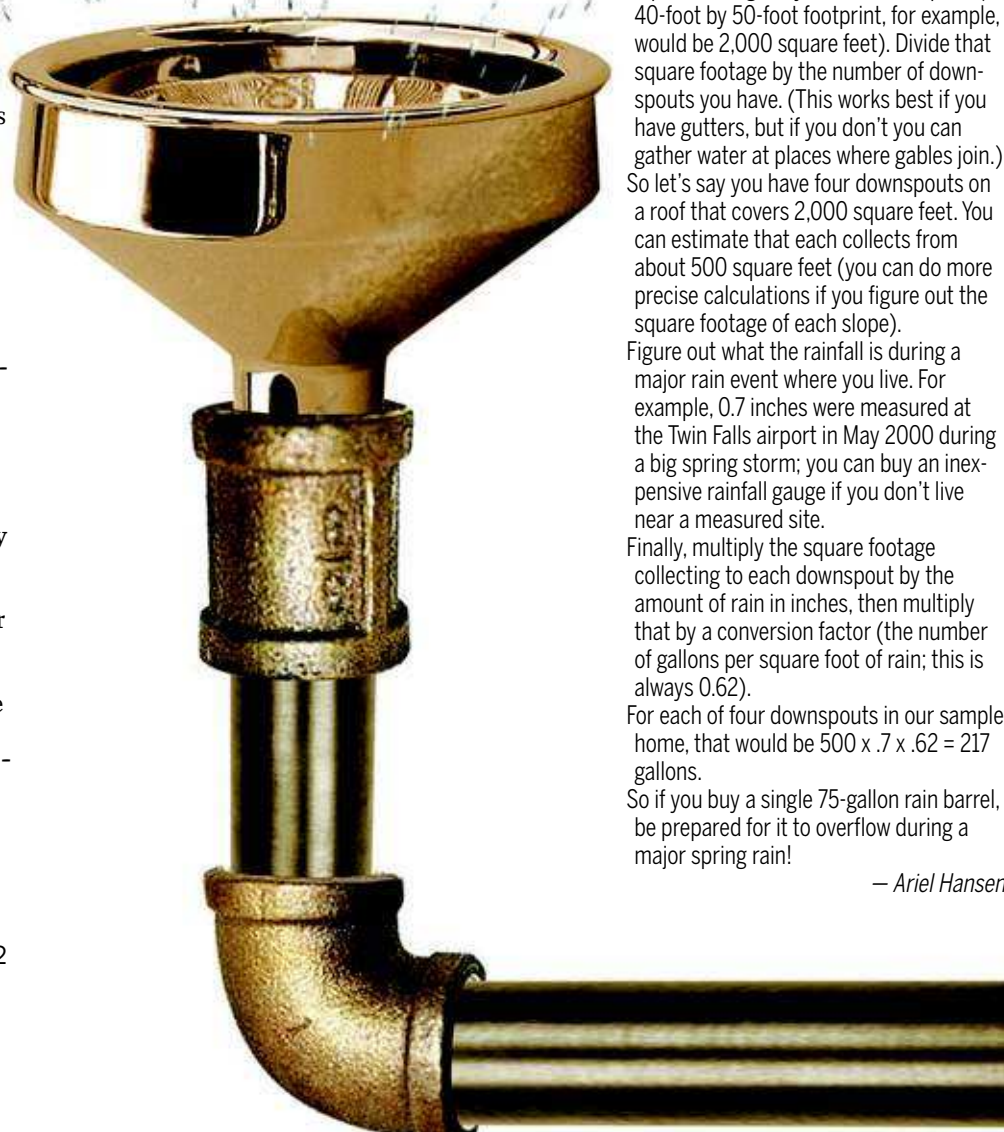 s
-
y
r
e
-
2
40-foot by 50-foot footprint, for example,
would be 2,000 square feet). Divide that
square footage by the number of down-
spouts you have. (This works best if you
have gutters, but if you don't you can
gather water at places where gables join.)
So let's say you have four downspouts on
a roof that covers 2,000 square feet. You
can estimate that each collects from
about 500 square feet (you can do more
precise calculations if you figure out the
square footage of each slope).
Figure out what the rainfall is during a
major rain event where you live. For
example, 0.7 inches were measured at
the Twin Falls airport in May 2000 during
a big spring storm; you can buy an inex-
pensive rainfall gauge if you don't live
near a measured site.
Finally, multiply the square footage
collecting to each downspout by the
amount of rain in inches, then multiply
that by a conversion factor (the number
of gallons per square foot of rain; this is
always 0.62).
For each of four downspouts in our sample
home, that would be 500 x .7 x .62 = 217
gallons.
So if you buy a single 75-gallon rain barrel,
be prepared for it to overflow during a
major spring rain!
— Ariel Hansen